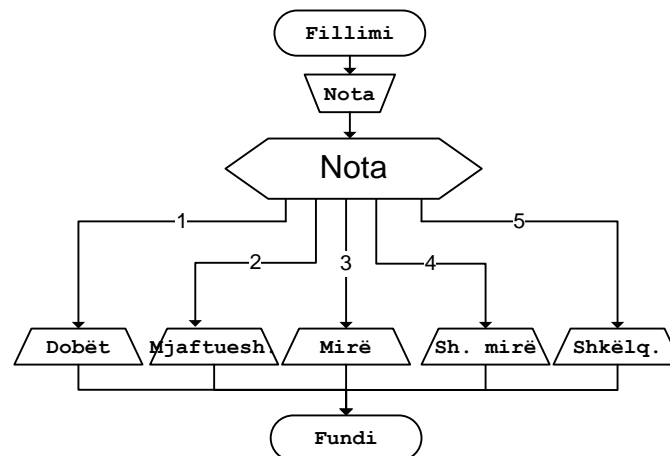 Fillimi
Nota
Nota
1
5
2
3
4
Dobët
Mjaftuesh.
Mirë
Sh. mirë
Shkëlq.
Fundi